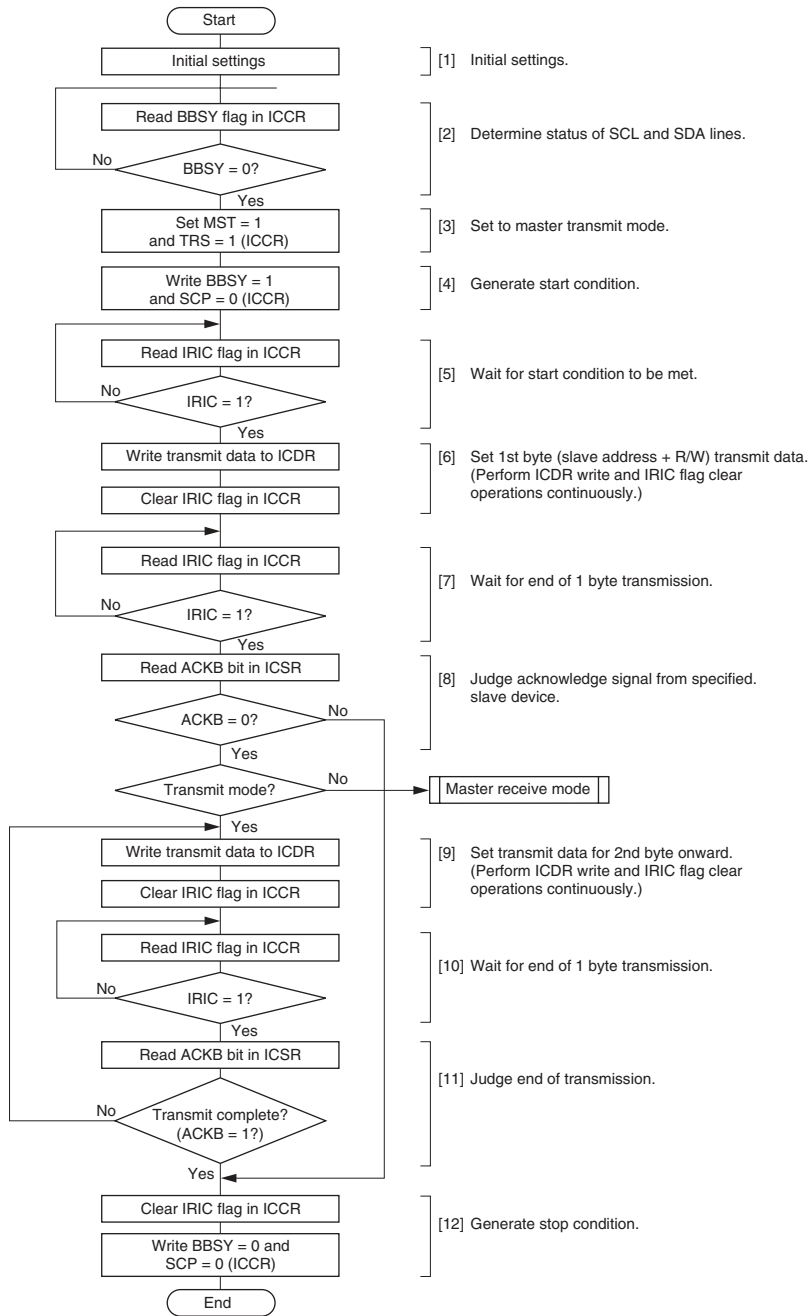 Start
Initial settings
[1] Initial settings.
Read BBSY flag in ICCR
[2] Determine status of SCL and SDA lines.
No
BBSY = 0?
Yes
Set MST = 1
and TRS = 1 (ICCR)
[3] Set to master transmit mode.
Write BBSY = 1
and SCP = 0 (ICCR)
[4] Generate start condition.
Read IRIC flag in ICCR
[5] Wait for start condition to be met.
No
IRIC = 1?
Yes
Write transmit data to ICDR
[6] Set 1st byte (slave address + R/W) transmit data.
(Perform ICDR write and IRIC flag clear
operations continuously.)
Clear IRIC flag in ICCR
Read IRIC flag in ICCR
[7] Wait for end of 1 byte transmission.
No
IRIC = 1?
Yes
Read ACKB bit in ICSR
[8] Judge acknowledge signal from specified.
slave device.
ACKB = 0?
No
Yes
Transmit mode?
No
Master receive mode
Yes
Write transmit data to ICDR
[9] Set transmit data for 2nd byte onward.
(Perform ICDR write and IRIC flag clear
operations continuously.)
Clear IRIC flag in ICCR
Read IRIC flag in ICCR
[10] Wait for end of 1 byte transmission.
No
IRIC = 1?
Yes
Read ACKB bit in ICSR
[11] Judge end of transmission.
No
Transmit complete?
(ACKB = 1?)
Yes
Clear IRIC flag in ICCR
[12] Generate stop condition.
Write BBSY = 0 and
SCP = 0 (ICCR)
End